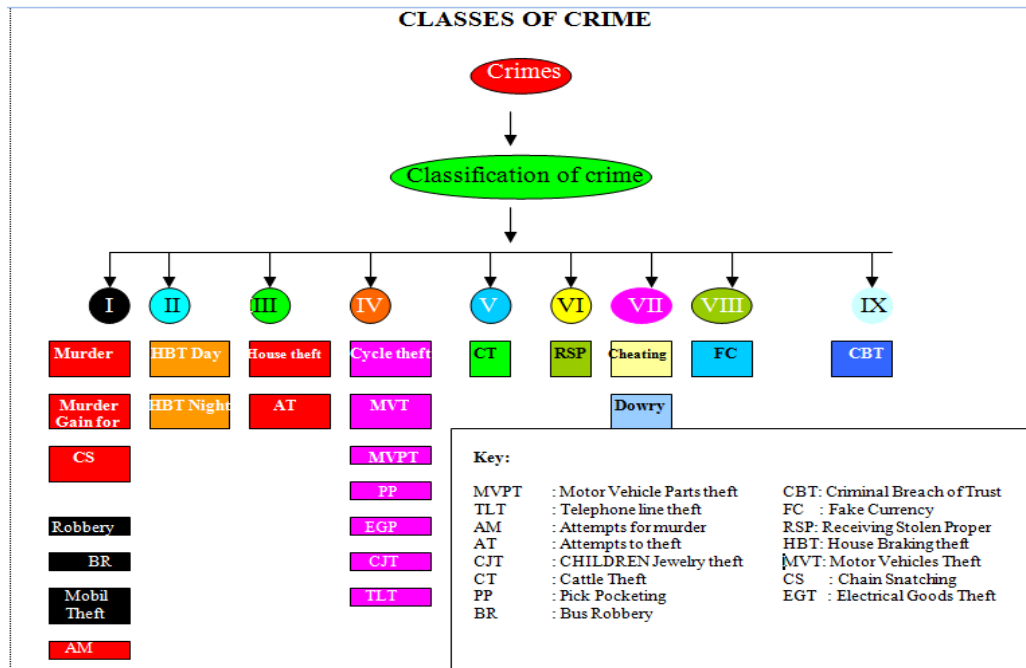 CLASSES OF CRIME
Crimes
Classification of crime
I II III IV V VI VII VIII IX
Murder HBT Day House theft Cycle theft CT RSP Cheating FC CBT
Murder
Gain for
HBT Night AT MVT Dowry
CS
MVPT
PP
Robbery
EGP
BR
CJT
Mobil
Theft
TLT
AM
Key:
MVPT : Motor Vehicle Parts theft
TLT : Telephone line theft
AM : Attempts for murder
AT : Attempts to theft
CJT : CHILDREN Jewelry theft
CT : Cattle Theft
PP : Pick Pocketing
BR : Bus Robbery
CBT: Criminal Breach of Trust
FC : Fake Currency
RSP: Receiving Stolen Proper
HBT: House Braking theft
MVT: Motor Vehicles Theft
CS : Chain Snatching
EGT : Electrical Goods Theft